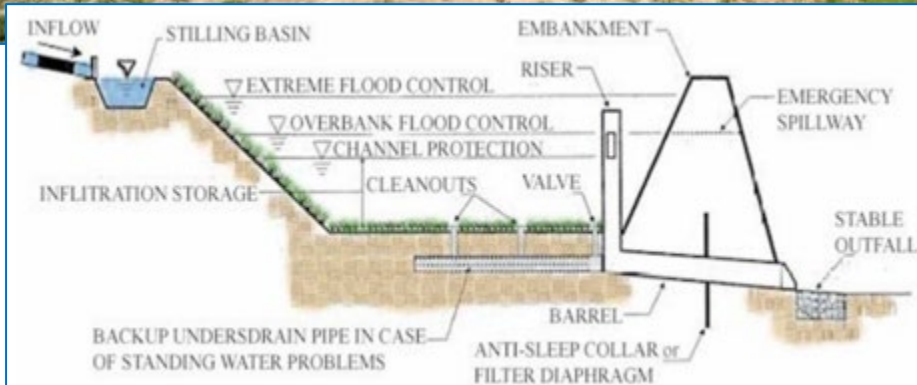 INFLOW
STILLING BASIN
EMBANKMENT
RISER
EXTREME FLOOD CONTROL
EMERGENCY
SPILLWAY
OVERBANK FLOOD CONTROL
CHANNEL PROTECTION
INFLITRATION STORAGE
CLEANOUTS
VALVE
STABLE
OUTFALL
BARREL
BACKUP UNDERSDRAIN PIPE IN CASE
OF STANDING WATER PROBLEMS
ANTI-SLEEP COLLAR or
FILTER DIAPHRAGM